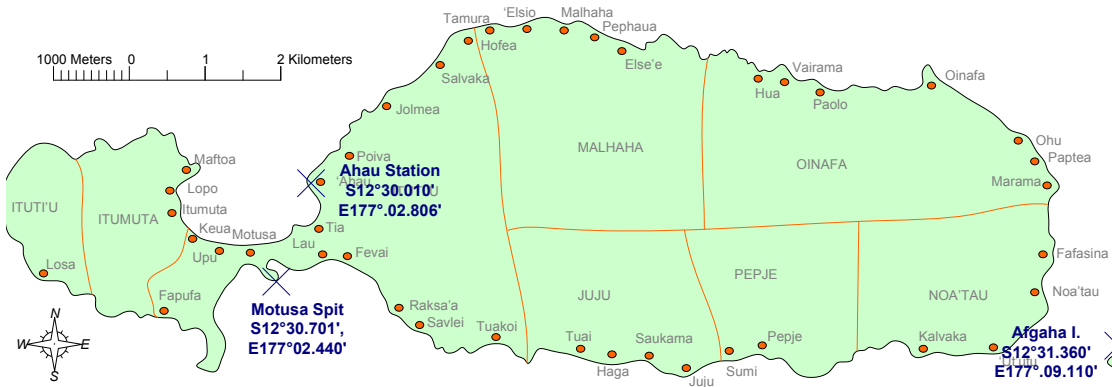 Tamura
'Elsio
Malhaha
Hofea
Pephaua
Else'e
1000 Meters 0 1 2 Kilometers
Salvaka
Vairama
Oinafa
Hua
Paolo
Jolmea
MALHAHA
OINAFA
Ohu
Poiva
Paptea
Maftoa
Ahau Station
'Ahau
S12°30.010'
E177°.02.806'
Marama
Lopo
ITUTI'U
ITUMUTA
Itumuta
Keua
Motusa
Tia
Lau
Upu
Fevai
Fafasina
Losa
PEPJE
Fapufa
JUJU
NOA'TAU
Noa'tau
Motusa Spit
S12°30.701',
E177°02.440'
Raksa'a
Savlei
Tuakoi
N
W E
S
Tuai
Saukama
Pepje
Kalvaka
Haga
Sumi
Juju
'Ut'utu
Afgaha I.
S12°31.360'
E177°.09.110'